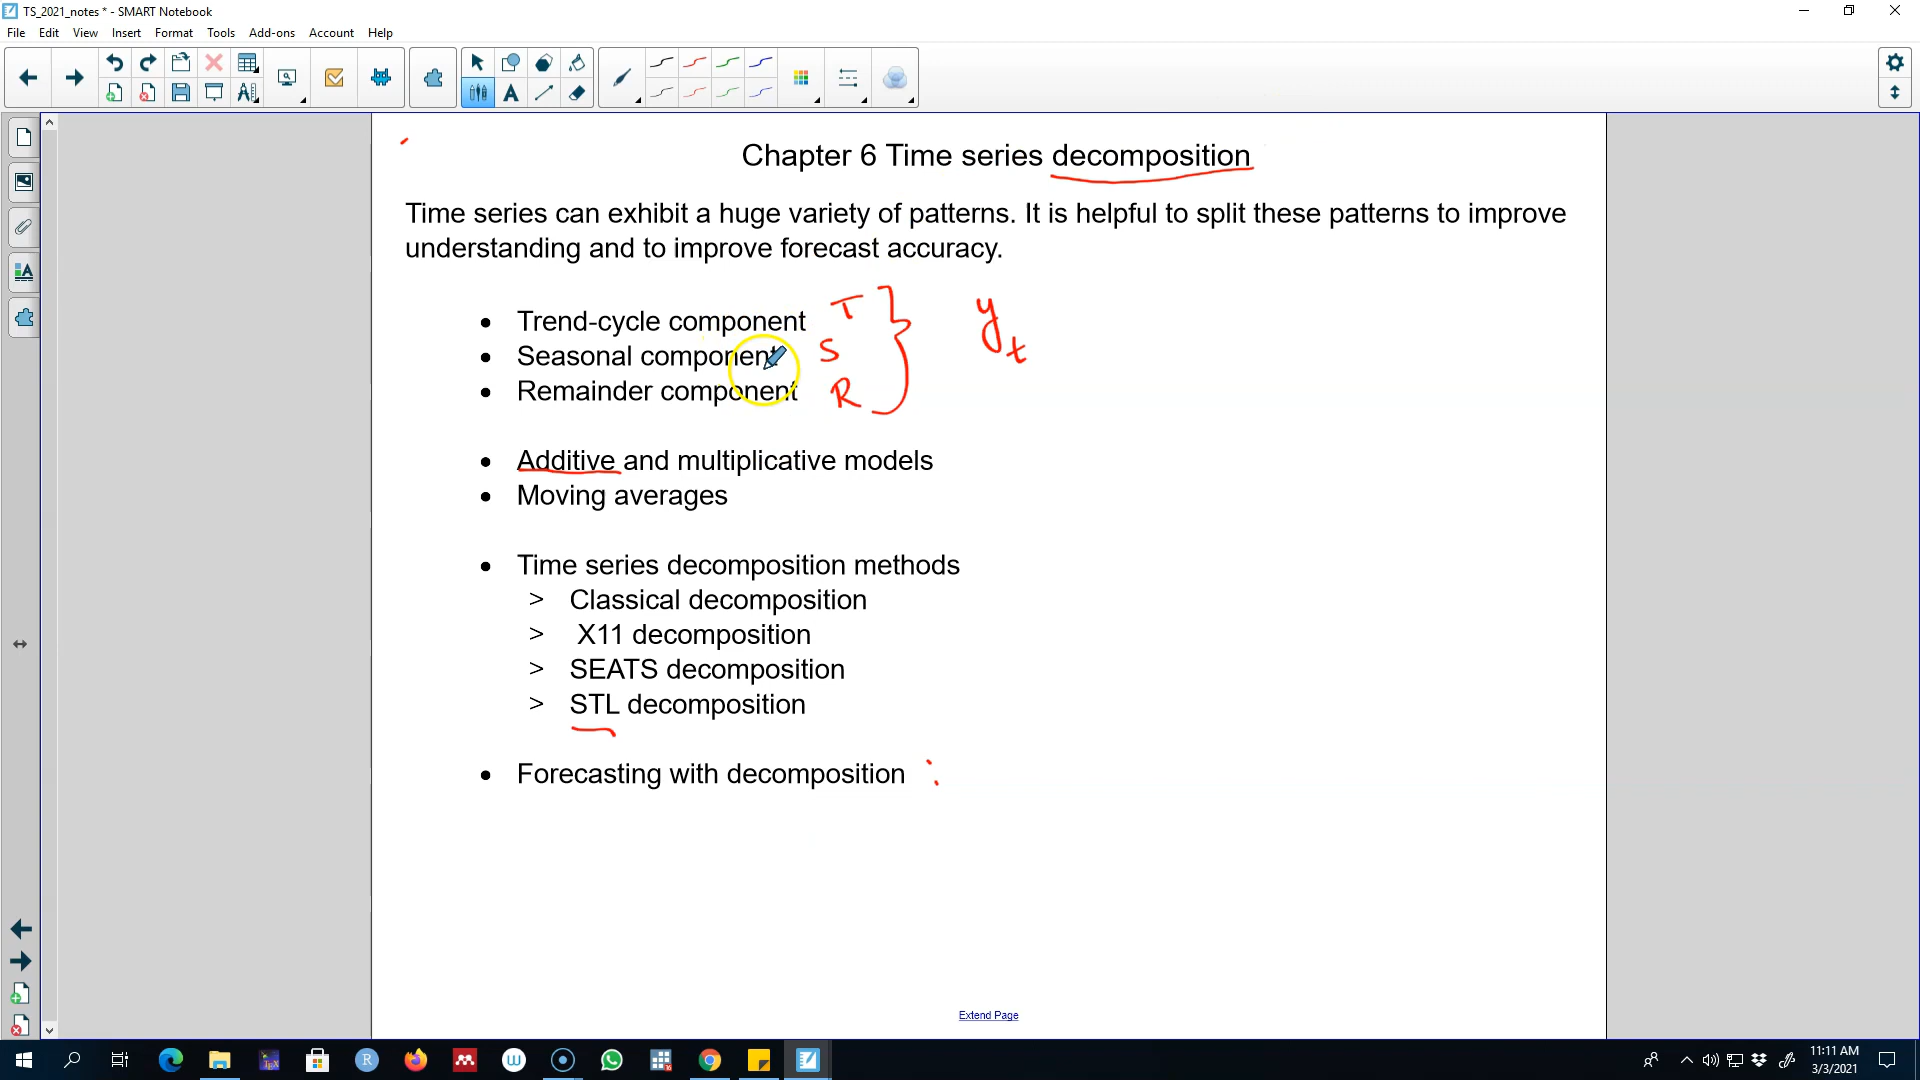 TS_2021_notes * - SMART Notebook
File Edit View Insert Format Tools Add-ons Account Help
Chapter 6 Time series decomposition
Time series can exhibit a huge variety of patterns. It is helpful to split these patterns to improve
understanding and to improve forecast accuracy.
• Trend-cycle component T
• Seasonal component S
• Remainder component R
y t
• Additive and multiplicative models
• Moving averages
• Time series decomposition methods
> Classical decomposition
> X11 decomposition
> SEATS decomposition
> STL decomposition
• Forecasting with decomposition :
Extend Page
11:11 AM
3/3/2021